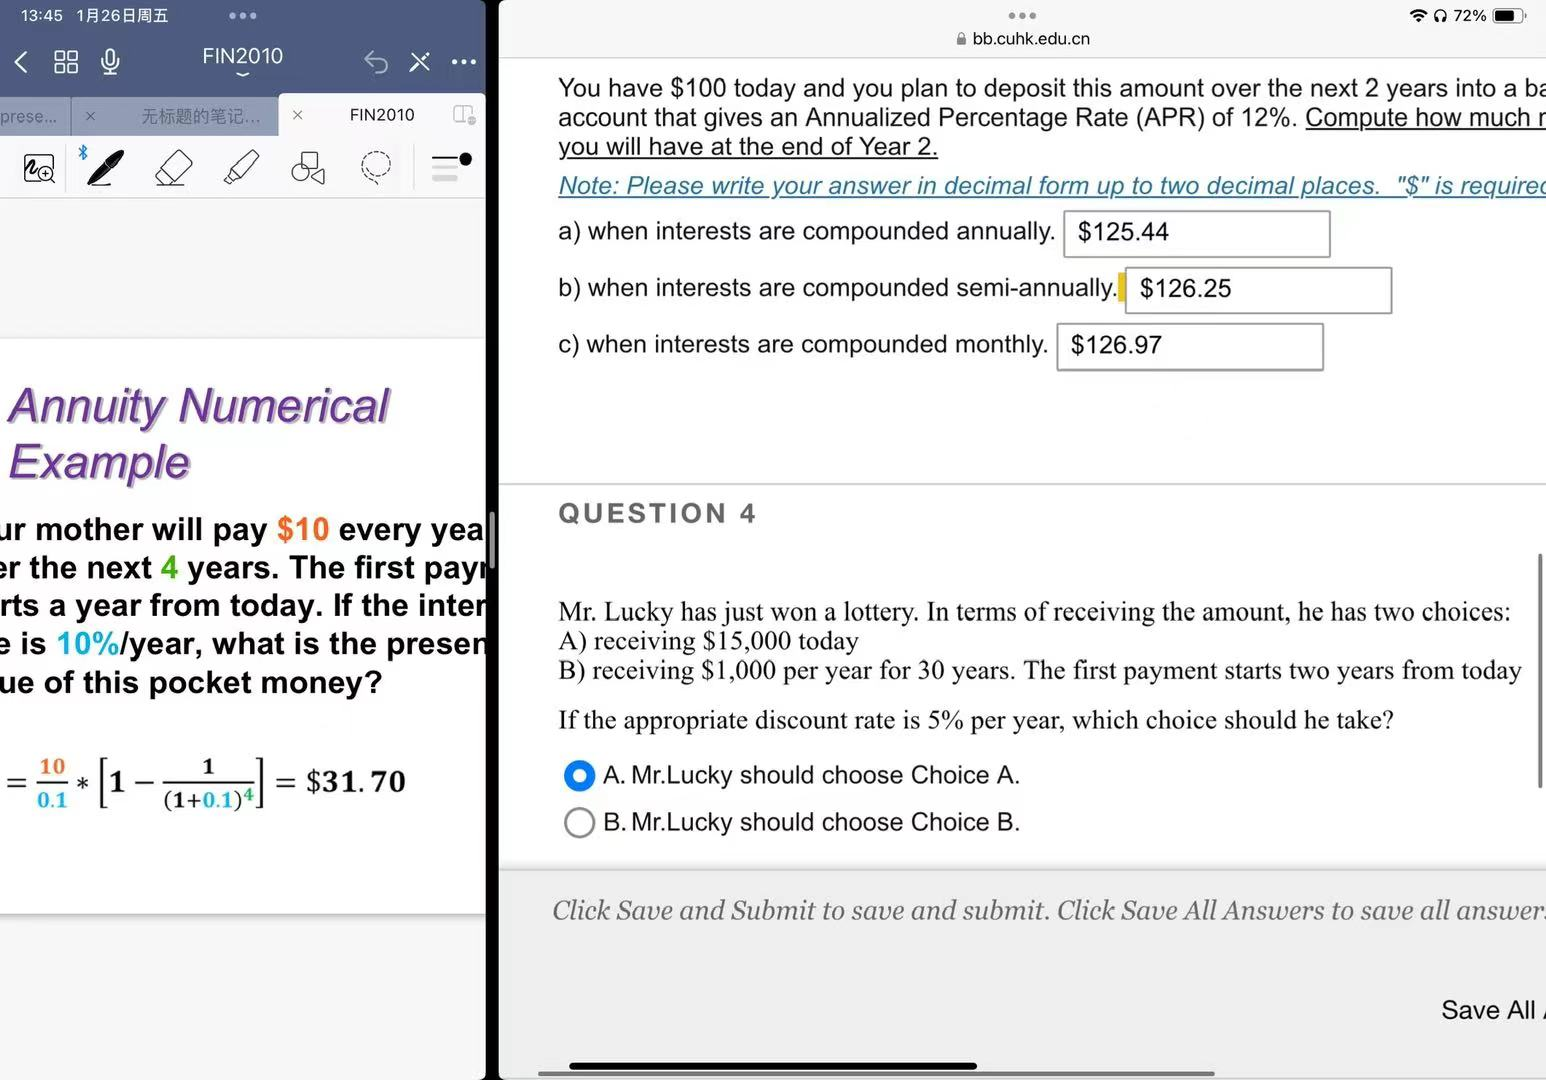 13:45 1月26日周五
FIN2010
prese...
无标题的笔记...
FIN2010
Annuity Numerical
Example
ur mother will pay $10 every yea
er the next 4 years. The first payr
rts a year from today. If the inter
e is 10%/year, what is the presen
ue of this pocket money?
= 10/0.1 * [1 − 1/(1+0.1)^4] = $31.70
72%
bb.cuhk.edu.cn
You have $100 today and you plan to deposit this amount over the next 2 years into a ba
account that gives an Annualized Percentage Rate (APR) of 12%. Compute how much
you will have at the end of Year 2.
Note: Please write your answer in decimal form up to two decimal places. "$" is required
a) when interests are compounded annually. $125.44
b) when interests are compounded semi-annually. $126.25
c) when interests are compounded monthly. $126.97
QUESTION 4
Mr. Lucky has just won a lottery. In terms of receiving the amount, he has two choices:
A) receiving $15,000 today
B) receiving $1,000 per year for 30 years. The first payment starts two years from today
If the appropriate discount rate is 5% per year, which choice should he take?
A. Mr.Lucky should choose Choice A.
B. Mr.Lucky should choose Choice B.
Click Save and Submit to save and submit. Click Save All Answers to save all answer
Save All